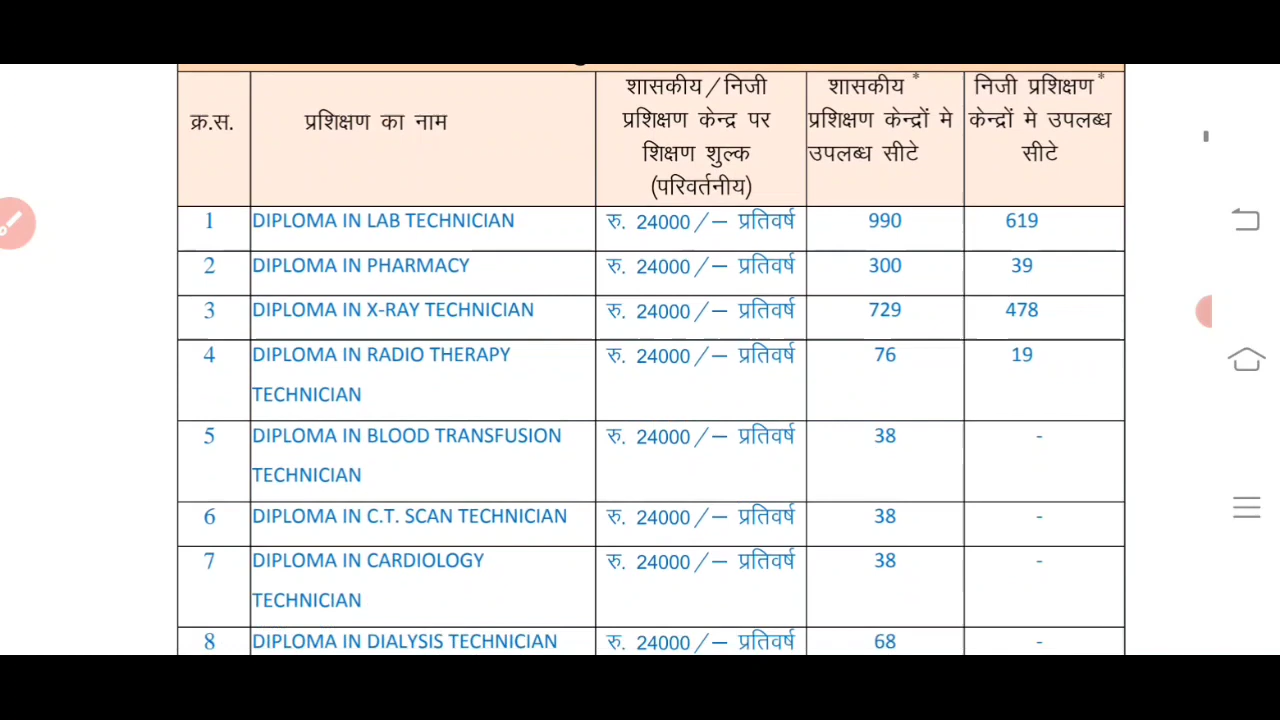 क्र.स.
प्रशिक्षण का नाम
शासकीय/निजी
प्रशिक्षण केन्द्र पर
शिक्षण शुल्क
(परिवर्तनीय)
शासकीय *
प्रशिक्षण केन्द्रों मे
उपलब्ध सीटे
निजी प्रशिक्षण *
केन्द्रों मे उपलब्ध
सीटे
1 DIPLOMA IN LAB TECHNICIAN रु. 24000/– प्रतिवर्ष 990 619
2 DIPLOMA IN PHARMACY रु. 24000/– प्रतिवर्ष 300 39
3 DIPLOMA IN X-RAY TECHNICIAN रु. 24000/– प्रतिवर्ष 729 478
4 DIPLOMA IN RADIO THERAPY रु. 24000/– प्रतिवर्ष 76 19
TECHNICIAN
5 DIPLOMA IN BLOOD TRANSFUSION रु. 24000/– प्रतिवर्ष 38 -
TECHNICIAN
6 DIPLOMA IN C.T. SCAN TECHNICIAN रु. 24000/– प्रतिवर्ष 38 -
7 DIPLOMA IN CARDIOLOGY रु. 24000/– प्रतिवर्ष 38 -
TECHNICIAN
8 DIPLOMA IN DIALYSIS TECHNICIAN रु. 24000/– प्रतिवर्ष 68 -